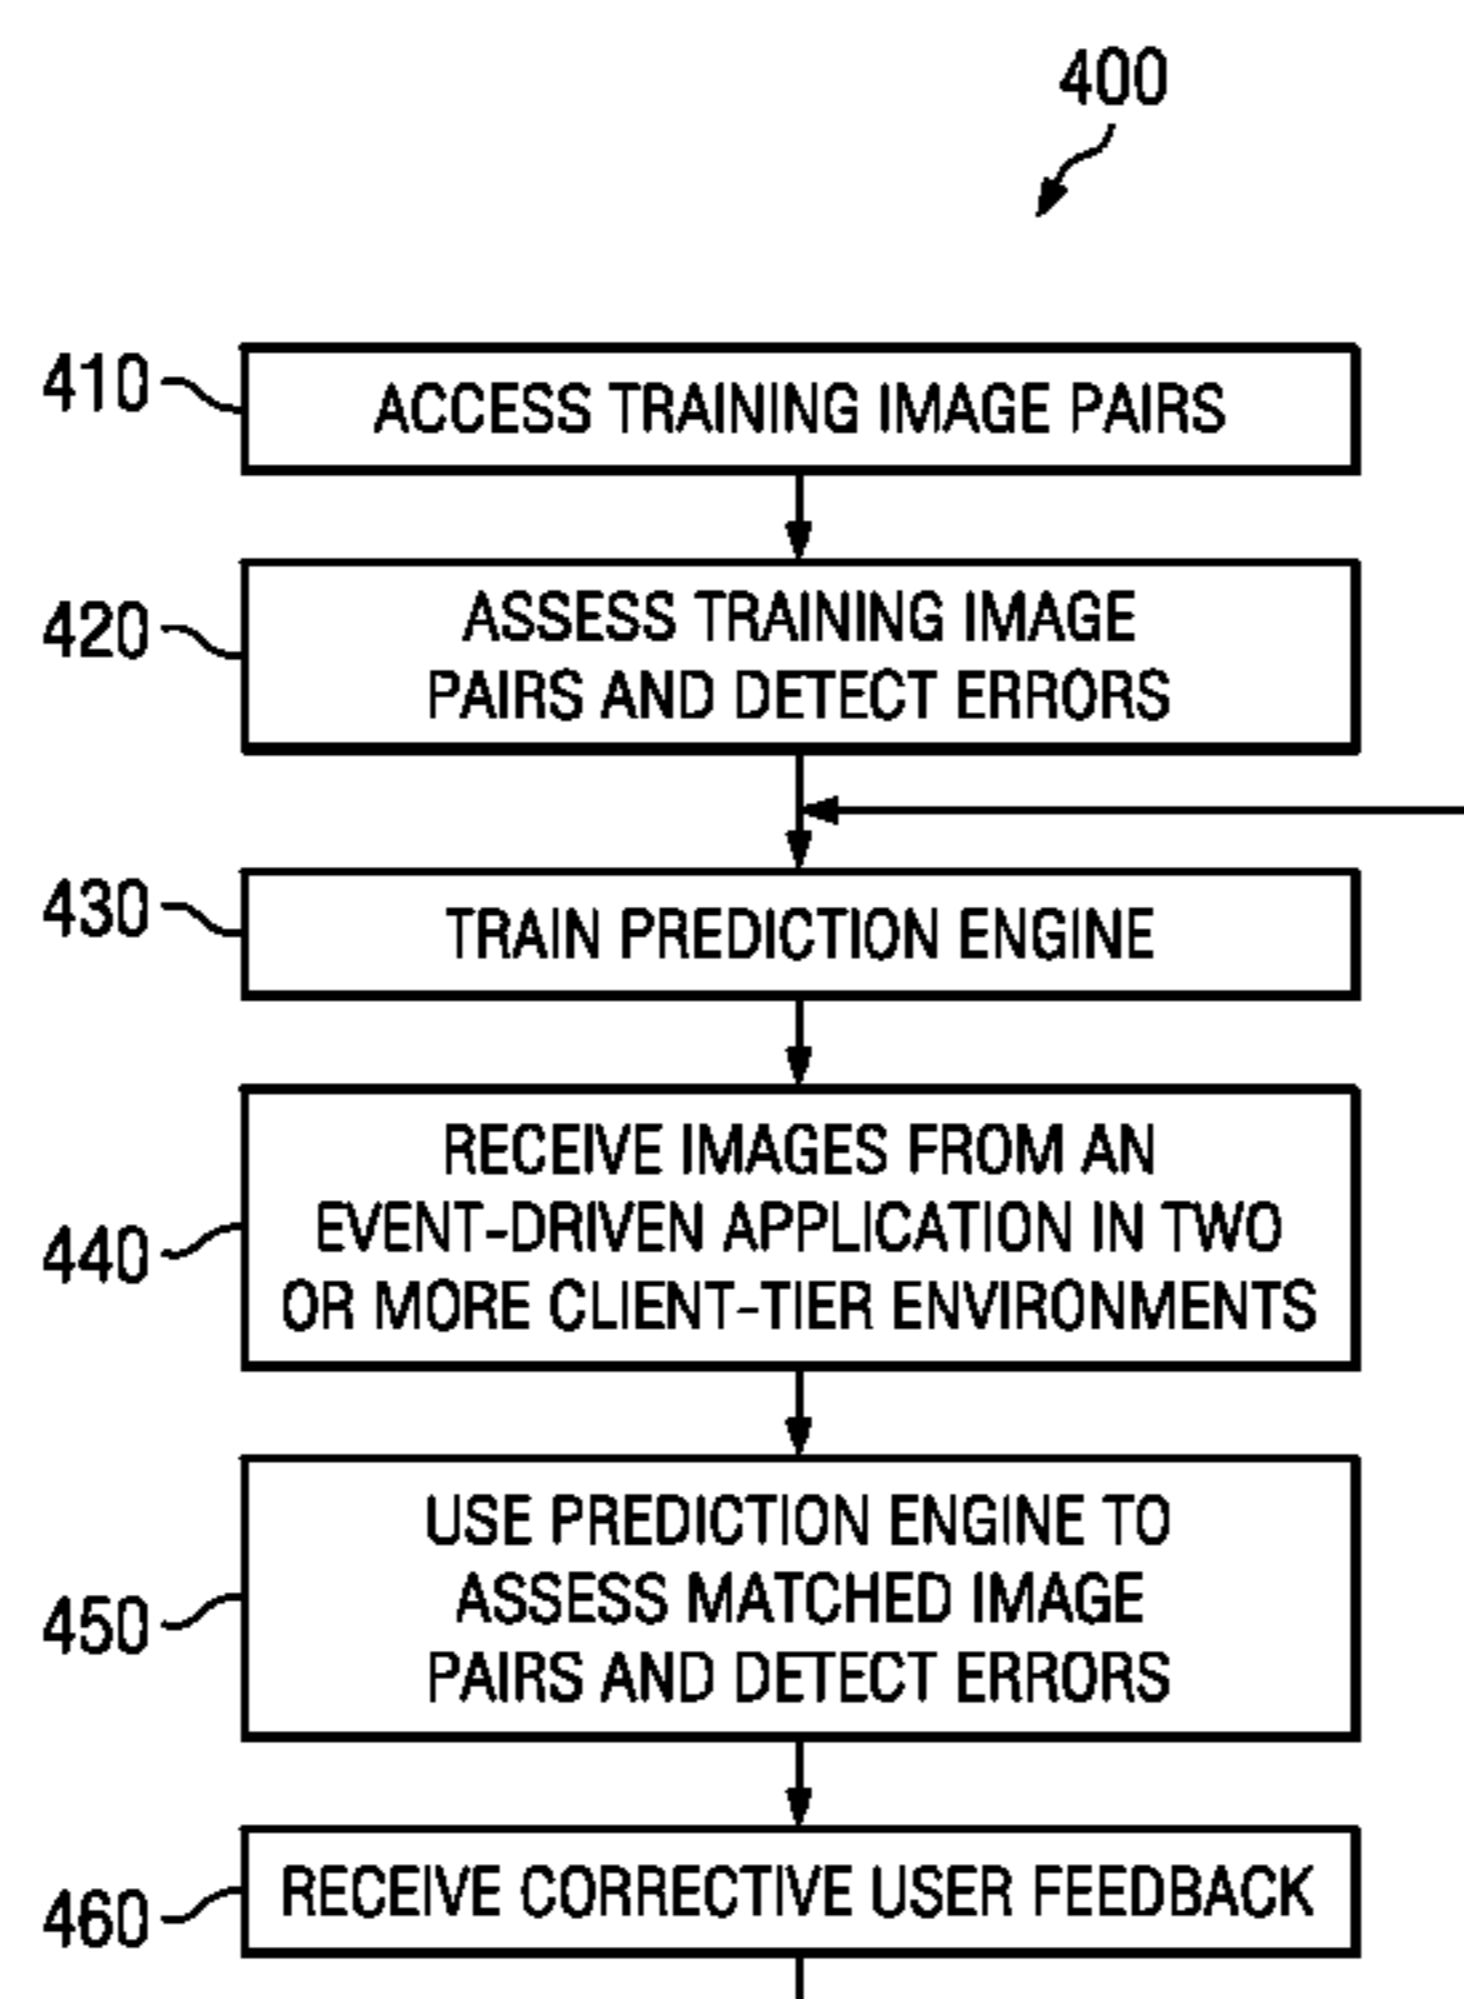 400
410
ACCESS TRAINING IMAGE PAIRS
420
ASSESS TRAINING IMAGE
PAIRS AND DETECT ERRORS
430
TRAIN PREDICTION ENGINE
440
RECEIVE IMAGES FROM AN
EVENT-DRIVEN APPLICATION IN TWO
OR MORE CLIENT-TIER ENVIRONMENTS
450
USE PREDICTION ENGINE TO
ASSESS MATCHED IMAGE
PAIRS AND DETECT ERRORS
460
RECEIVE CORRECTIVE USER FEEDBACK